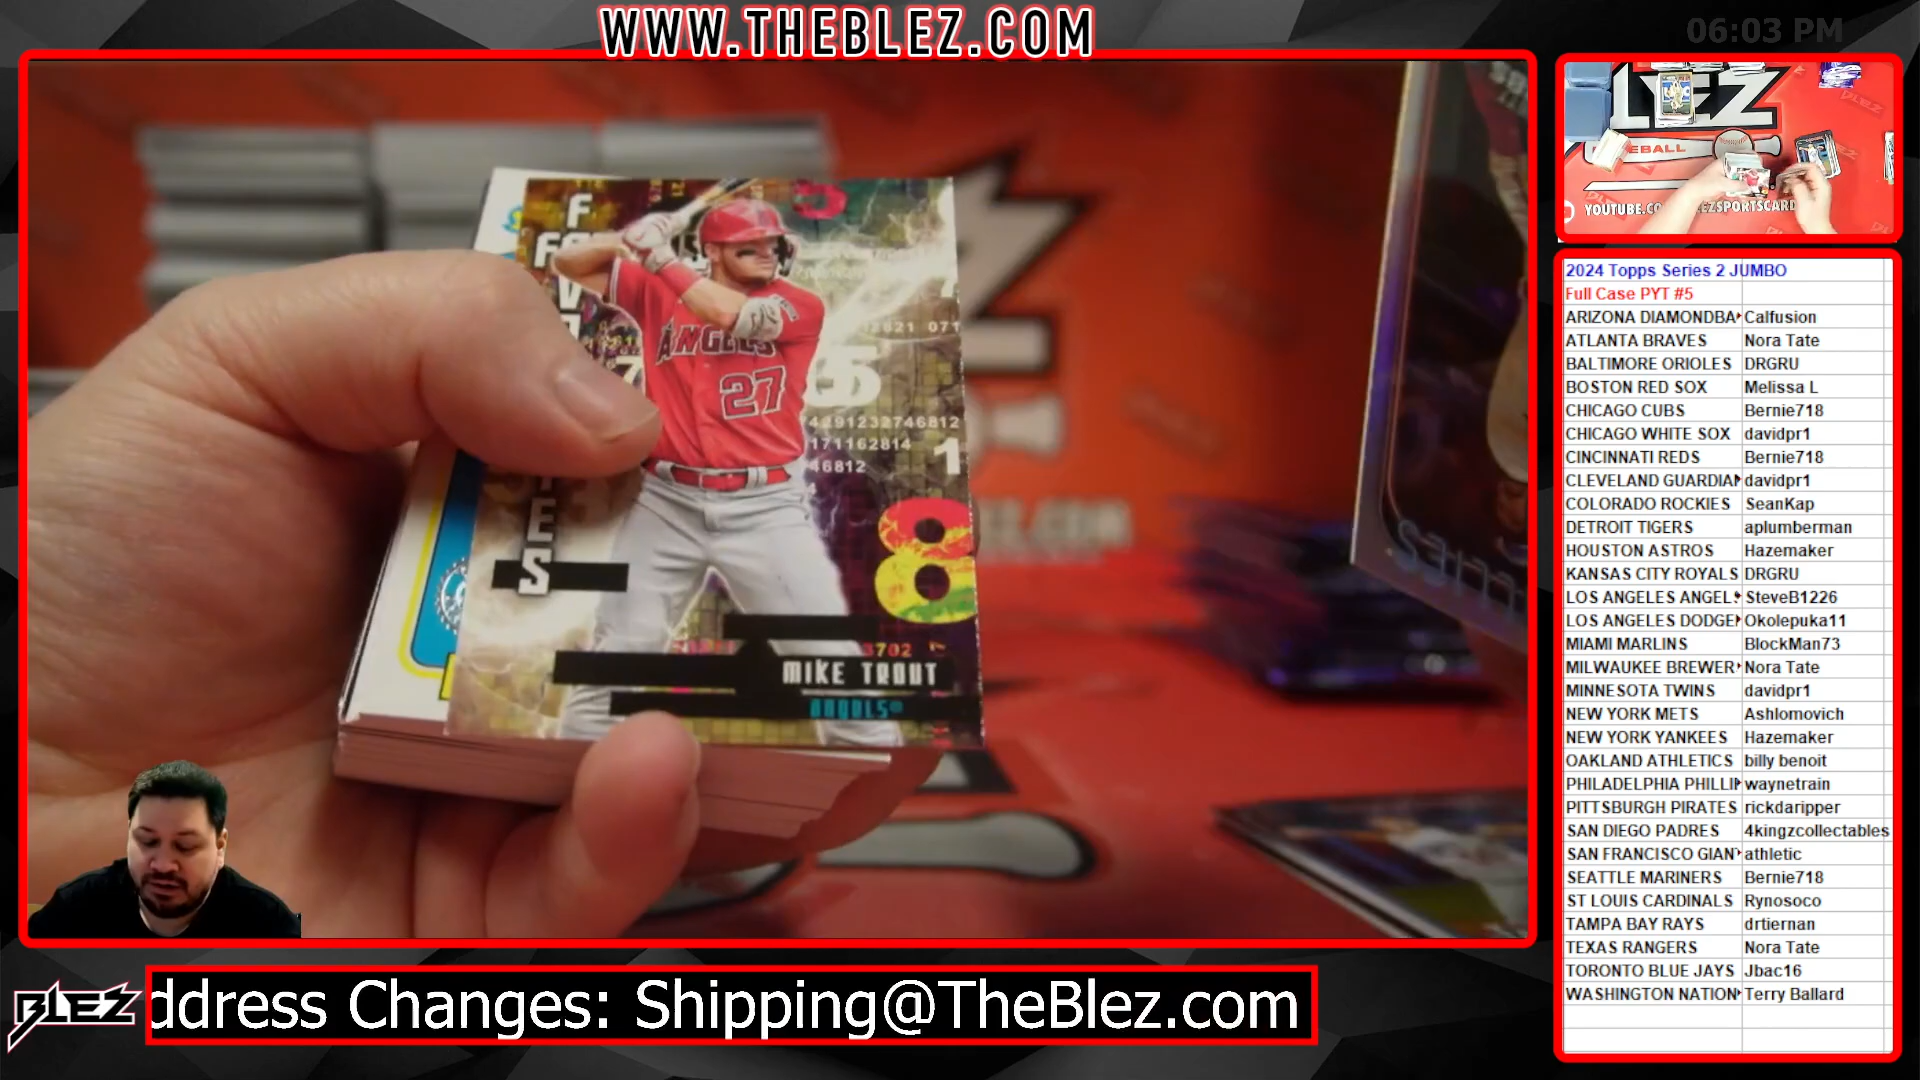 WWW.THEBLEZ.COM
06:03 PM
ANGELS
27
8
MIKE TROUT
ANGELS
BLEZ
ddress Changes: Shipping@TheBlez.com
2024 Topps Series 2 JUMBO
Full Case PYT #5
ARIZONA DIAMONDBA Calfusion
ATLANTA BRAVES Nora Tate
BALTIMORE ORIOLES DRGRU
BOSTON RED SOX Melissa L
CHICAGO CUBS Bernie718
CHICAGO WHITE SOX davidpr1
CINCINNATI REDS Bernie718
CLEVELAND GUARDIAN davidpr1
COLORADO ROCKIES SeanKap
DETROIT TIGERS aplumberman
HOUSTON ASTROS Hazemaker
KANSAS CITY ROYALS DRGRU
LOS ANGELES ANGELS SteveB1226
LOS ANGELES DODGE Okolepuka11
MIAMI MARLINS BlockMan73
MILWAUKEE BREWER Nora Tate
MINNESOTA TWINS davidpr1
NEW YORK METS Ashlomovich
NEW YORK YANKEES Hazemaker
OAKLAND ATHLETICS billy benoit
PHILADELPHIA PHILLI waynetrain
PITTSBURGH PIRATES rickdaripper
SAN DIEGO PADRES 4kingzcollectables
SAN FRANCISCO GIAN athletic
SEATTLE MARINERS Bernie718
ST LOUIS CARDINALS Rynosoco
TAMPA BAY RAYS drtiernan
TEXAS RANGERS Nora Tate
TORONTO BLUE JAYS Jbac16
WASHINGTON NATION Terry Ballard